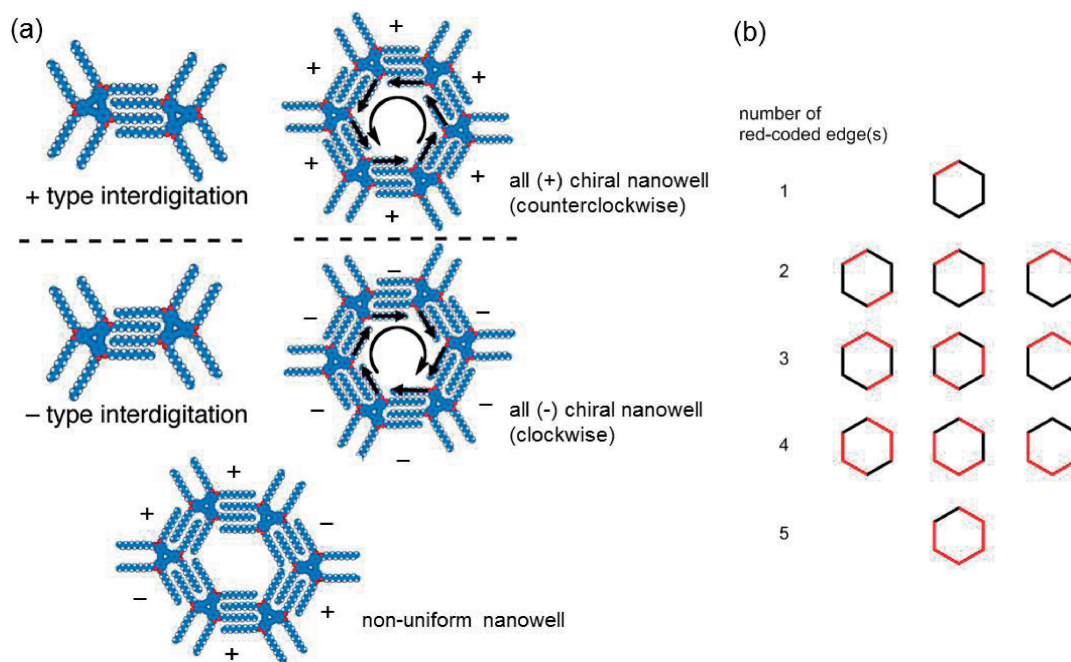 (a)
+
+
+
+
+
+
+ type interdigitation
all (+) chiral nanowell
(counterclockwise)
–
–
–
–
–
–
– type interdigitation
all (-) chiral nanowell
(clockwise)
+
+
–
–
+
+
non-uniform nanowell
(b)
number of
red-coded edge(s)
1
2
3
4
5